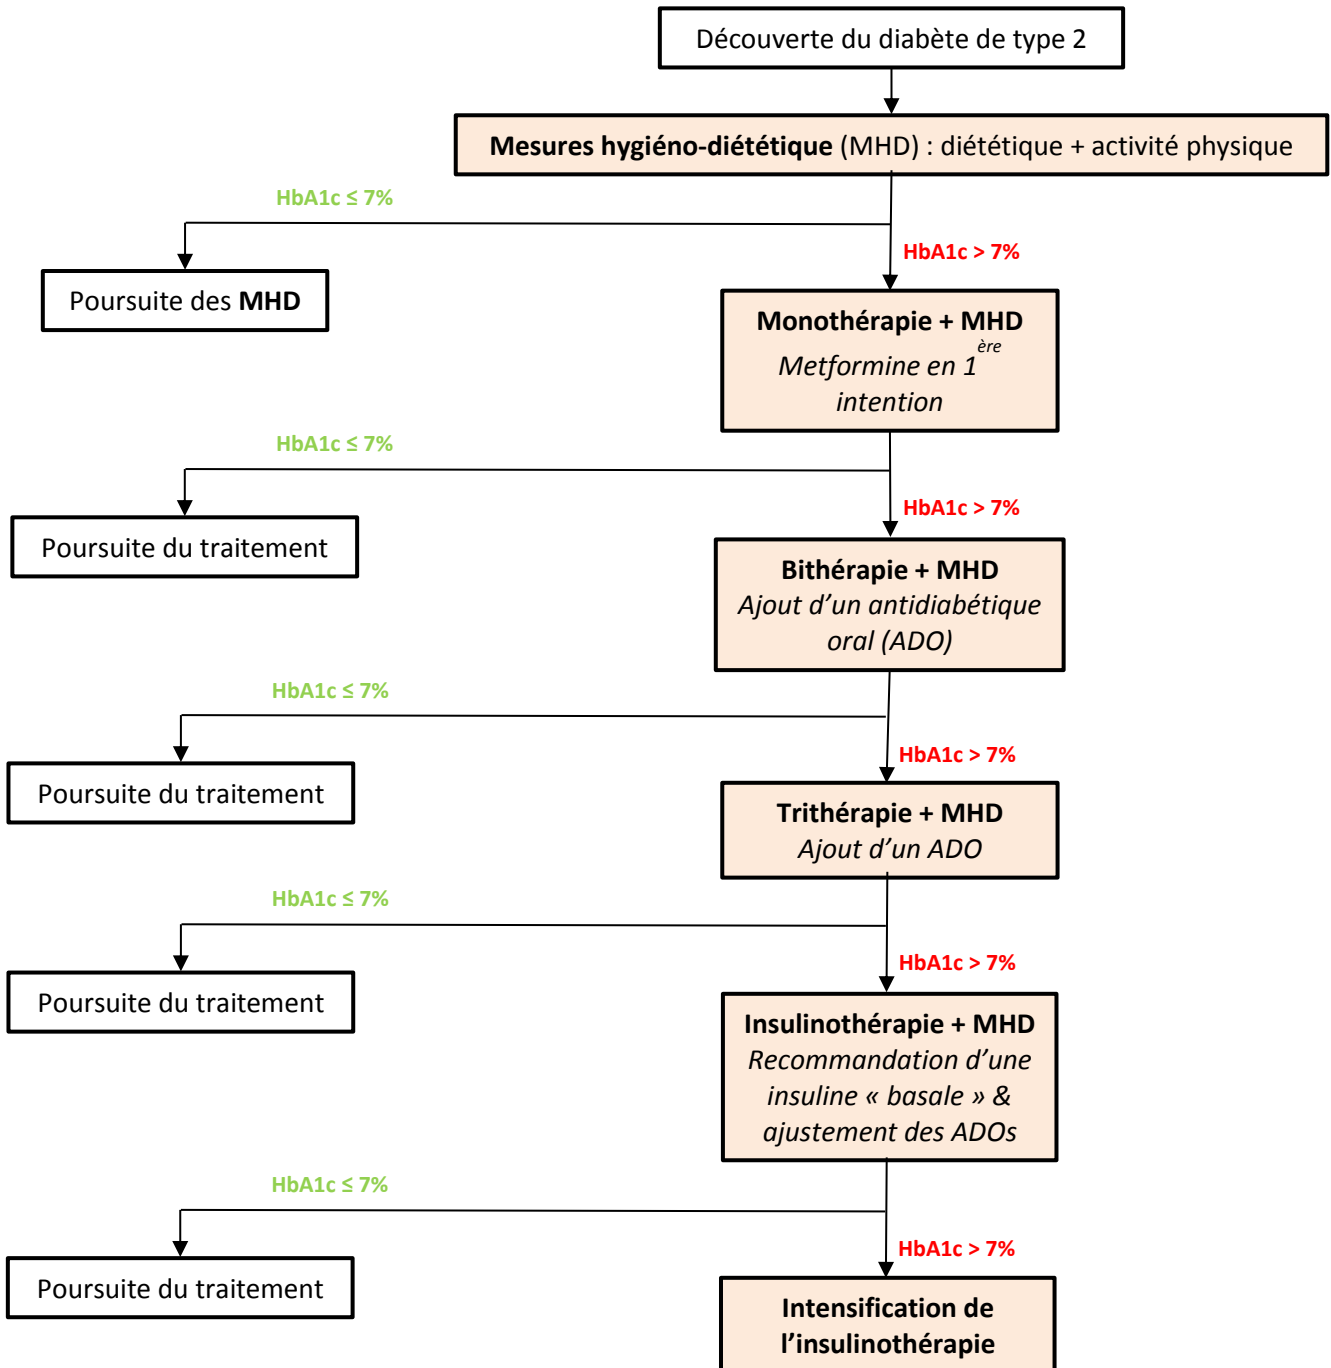 Découverte du diabète de type 2
Mesures hygiéno-diététique (MHD) : diététique + activité physique
HbA1c ≤ 7%
HbA1c > 7%
Poursuite des MHD
Monothérapie + MHD
Metformine en 1ère
intention
HbA1c ≤ 7%
HbA1c > 7%
Poursuite du traitement
Bithérapie + MHD
Ajout d’un antidiabétique
oral (ADO)
HbA1c ≤ 7%
HbA1c > 7%
Poursuite du traitement
Trithérapie + MHD
Ajout d’un ADO
HbA1c ≤ 7%
HbA1c > 7%
Poursuite du traitement
Insulinothérapie + MHD
Recommandation d’une
insuline « basale » &
ajustement des ADOs
HbA1c ≤ 7%
HbA1c > 7%
Poursuite du traitement
Intensification de
l’insulinothérapie